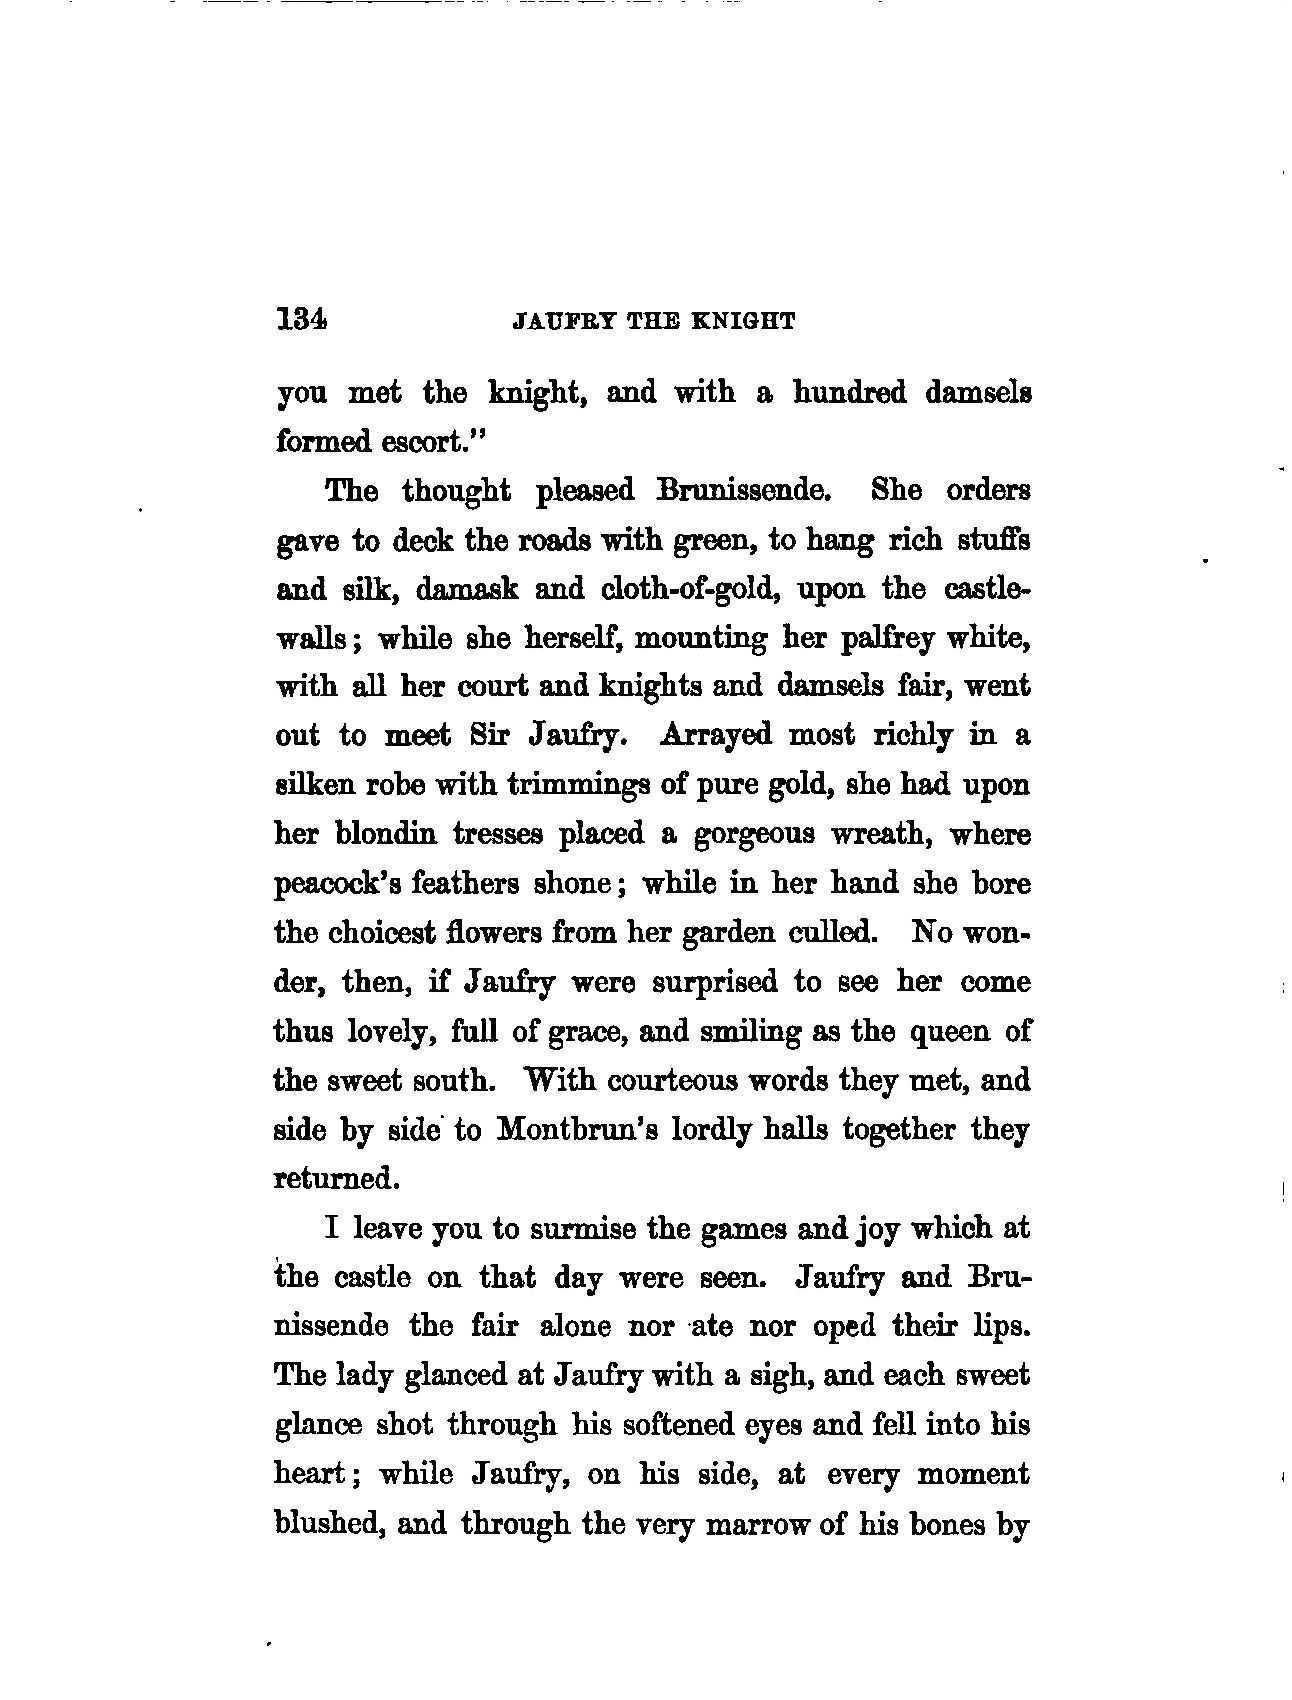 134 JAUFRY THE KNIGHT
you met the knight, and with a hundred damsels
formed escort."
The thought pleased Brunissende. She orders
gave to deck the roads with green, to hang rich stuffs
and silk, damask and cloth-of-gold, upon the castle-
walls; while she herself, mounting her palfrey white,
with all her court and knights and damsels fair, went
out to meet Sir Jaufry. Arrayed most richly in a
silken robe with trimmings of pure gold, she had upon
her blondin tresses placed a gorgeous wreath, where
peacock's feathers shone; while in her hand she bore
the choicest flowers from her garden culled. No won-
der, then, if Jaufry were surprised to see her come
thus lovely, full of grace, and smiling as the queen of
the sweet south. With courteous words they met, and
side by side to Montbrun's lordly halls together they
returned.
I leave you to surmise the games and joy which at
the castle on that day were seen. Jaufry and Bru-
nissende the fair alone nor ate nor oped their lips.
The lady glanced at Jaufry with a sigh, and each sweet
glance shot through his softened eyes and fell into his
heart; while Jaufry, on his side, at every moment
blushed, and through the very marrow of his bones by